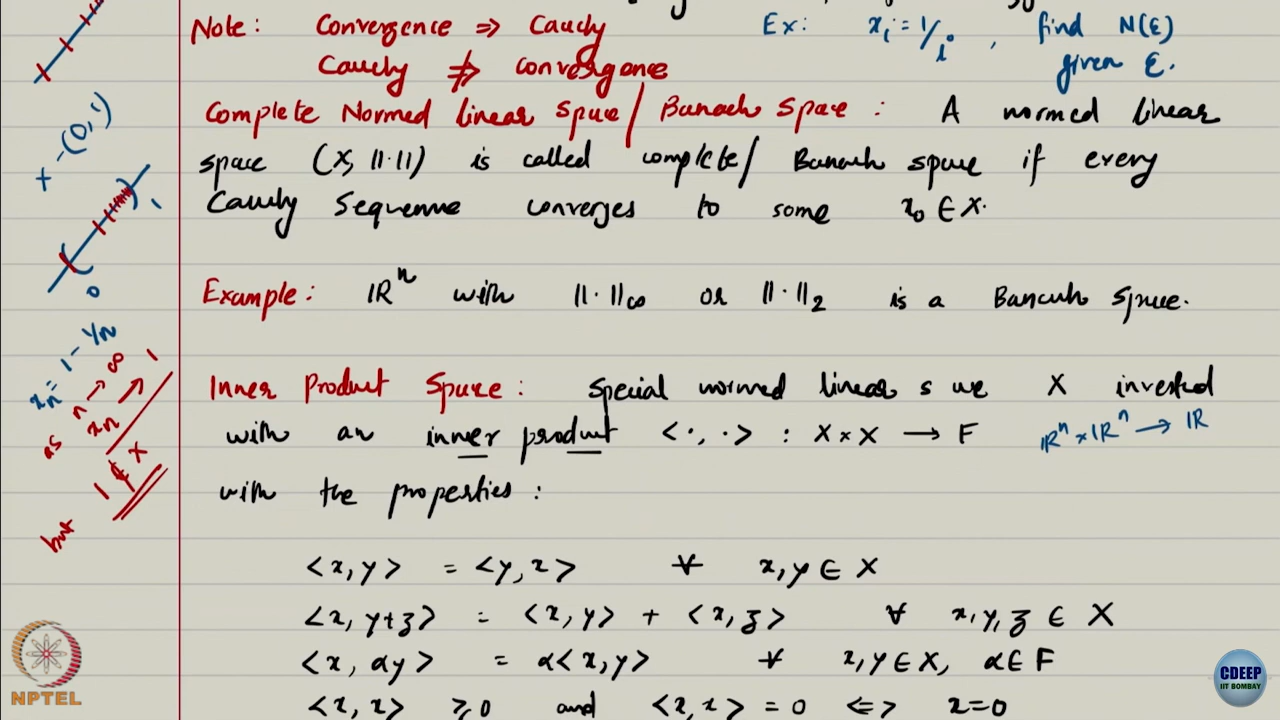 Note: Convergence ⇒ Cauchy
Ex: xᵢ = 1/i , find N(ε)
Cauchy ⇏ convergence
given ε.
Complete Normed linear Space / Banach Space : A normed linear
space (X, ||·||) is called complete/ Banach space if every
Cauchy Sequence converges to some x₀ ∈ X.
Example: ℝⁿ with ||·||∞ or ||·||₂ is a Banach Space.
Inner Product Space: Special normed linear s we X invested
with an inner product <·, ·> : X × X → F
ℝⁿ × ℝⁿ → ℝ
with the properties :
<x, y> = <y, x> ∀ x, y ∈ X
<x, y+z> = <x, y> + <x, z> ∀ x, y, z ∈ X
<x, αy> = α<x, y> ∀ x, y ∈ X, α ∈ F
<x, x> ≥ 0 and <x, x> = 0 ⇔ x = 0
(0, 1)
0
1
xₙ = 1 - 1/n
as n → ∞
xₙ → 1
but 1 ∉ X
NPTEL
CDEEP
IIT BOMBAY